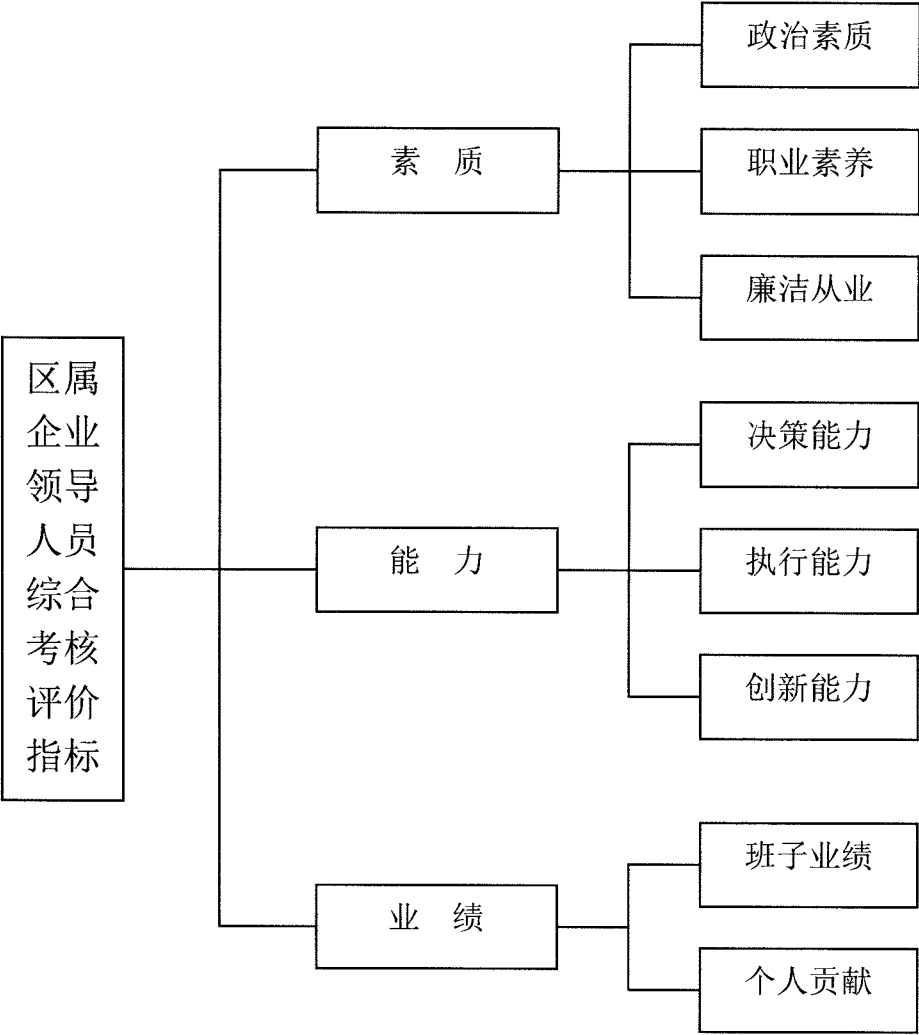 区属
企业
领导
人员
综合
考核
评价
指标
素 质
政治素质
职业素养
廉洁从业
能 力
决策能力
执行能力
创新能力
业 绩
班子业绩
个人贡献